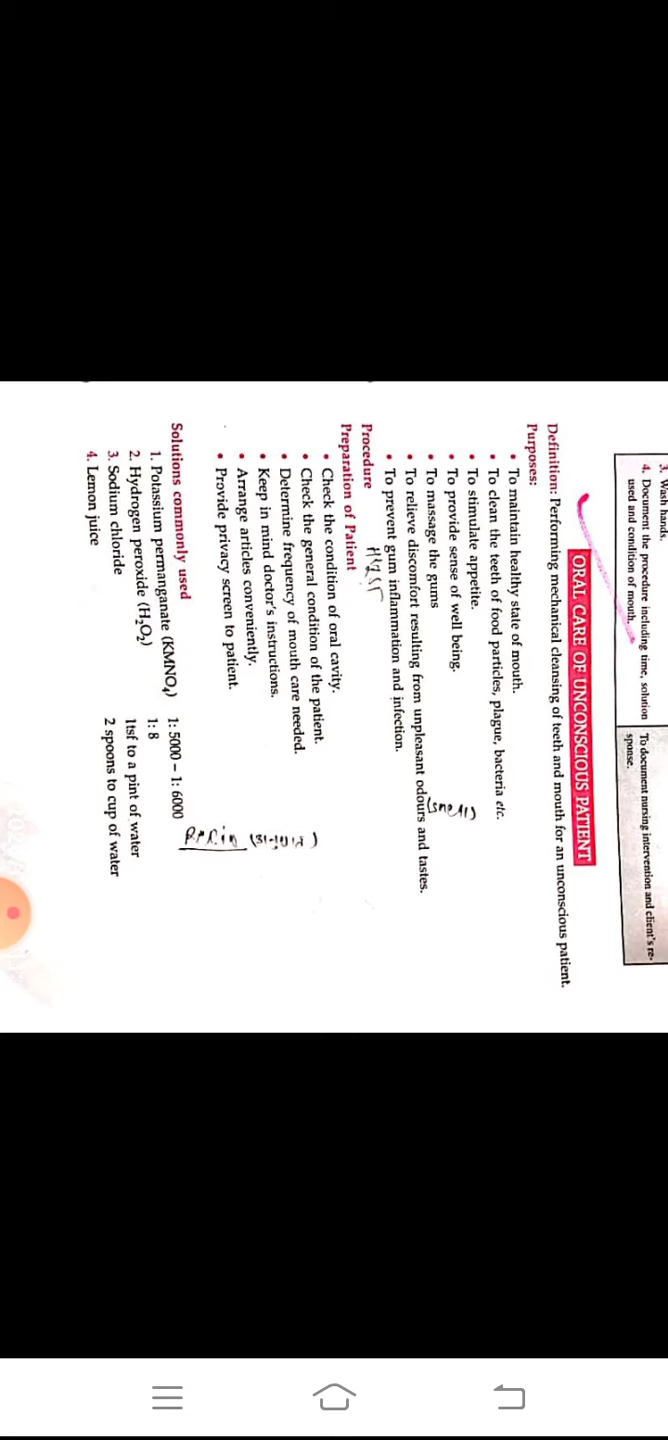 3. Wash hands.
4. Document the procedure including time, solution used and condition of mouth.
To document nursing intervention and client's re-
sponse.
ORAL CARE OF UNCONSCIOUS PATIENT
Definition: Performing mechanical cleansing of teeth and mouth for an unconscious patient.
Purposes:
• To maintain healthy state of mouth.
• To clean the teeth of food particles, plague, bacteria etc.
• To stimulate appetite.
• To provide sense of well being.
• To massage the gums
• To relieve discomfort resulting from unpleasant odours and tastes.
• To prevent gum inflammation and infection.
Procedure
Preparation of Patient
• Check the condition of oral cavity.
• Check the general condition of the patient.
• Determine frequency of mouth care needed.
• Keep in mind doctor's instructions.
• Arrange articles conveniently.
• Provide privacy screen to patient.
Solutions commonly used
1. Potassium permanganate (KMNO₄) 1: 5000 – 1: 6000
2. Hydrogen peroxide (H₂O₂) 1: 8
3. Sodium chloride 1tsf to a pint of water
4. Lemon juice 2 spoons to cup of water